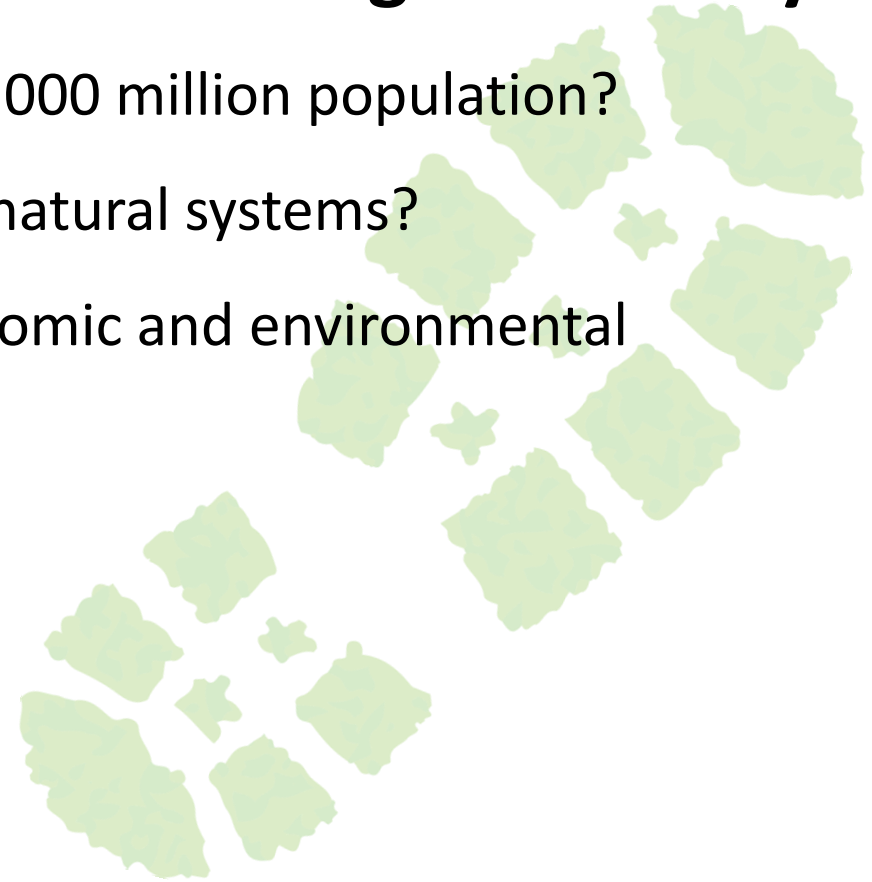 000 million population?
natural systems?
omic and environmental